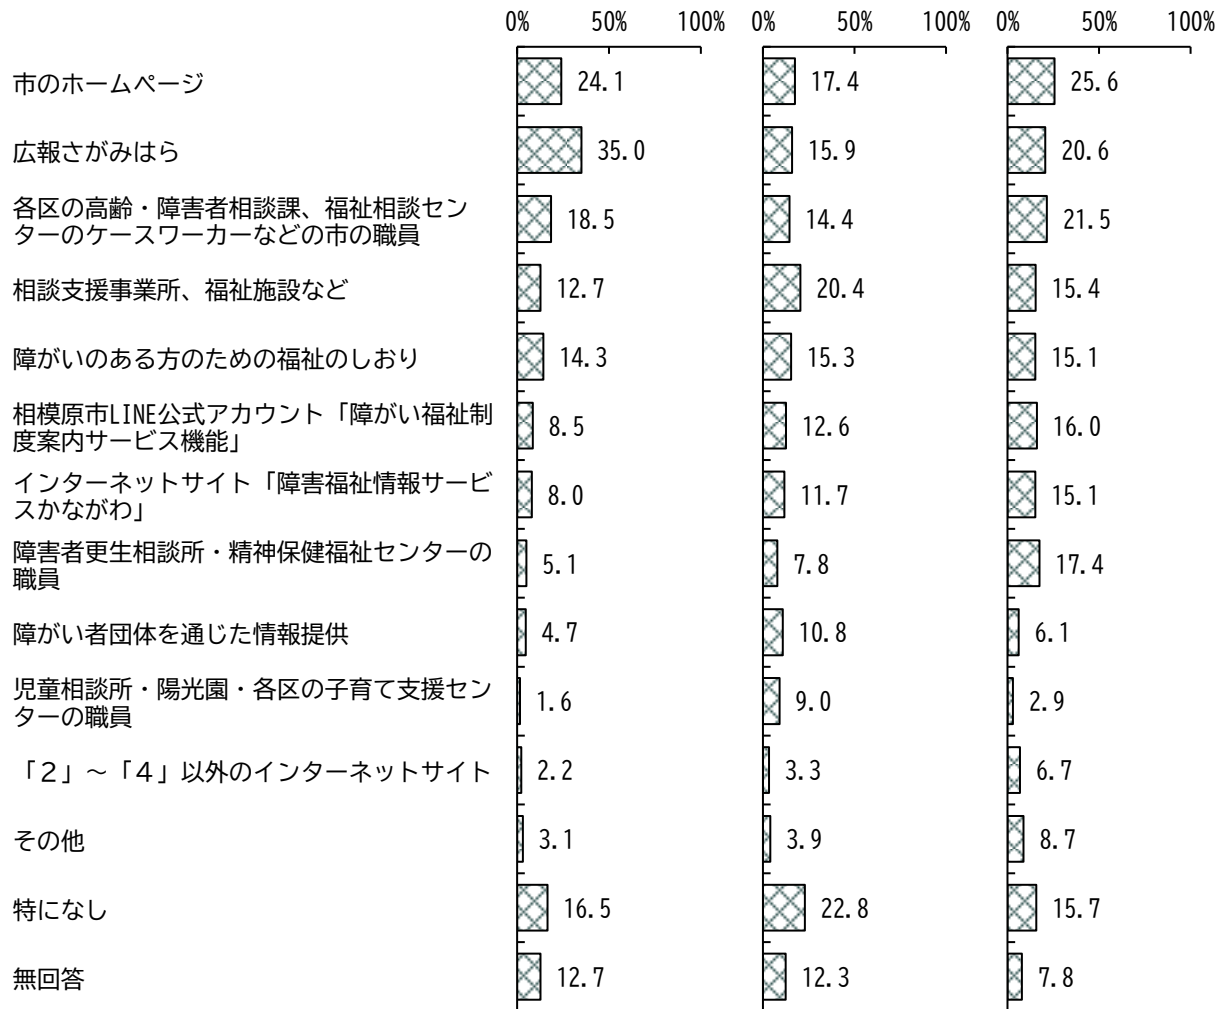 0% 50% 100% 0% 50% 100% 0% 50% 100%
市のホームページ 24.1 17.4 25.6
広報さがみはら 35.0 15.9 20.6
各区の高齢・障害者相談課、福祉相談セン
ターのケースワーカーなどの市の職員 18.5 14.4 21.5
相談支援事業所、福祉施設など 12.7 20.4 15.4
障がいのある方のための福祉のしおり 14.3 15.3 15.1
相模原市LINE公式アカウント「障がい福祉制
度案内サービス機能」 8.5 12.6 16.0
インターネットサイト「障害福祉情報サービ
スかながわ」 8.0 11.7 15.1
障害者更生相談所・精神保健福祉センターの
職員 5.1 7.8 17.4
障がい者団体を通じた情報提供 4.7 10.8 6.1
児童相談所・陽光園・各区の子育て支援セン
ターの職員 1.6 9.0 2.9
「２」～「４」以外のインターネットサイト 2.2 3.3 6.7
その他 3.1 3.9 8.7
特になし 16.5 22.8 15.7
無回答 12.7 12.3 7.8